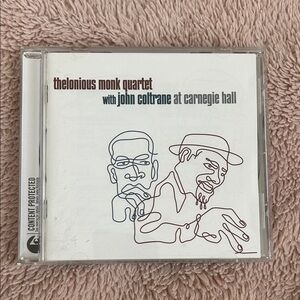 thelonious monk quartet
with john coltrane at carnegie hall
CONTENT PROTECTED